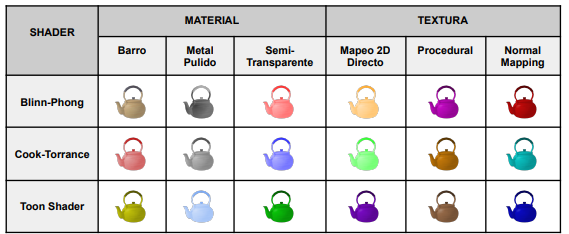 SHADER
MATERIAL
TEXTURA
Barro
Metal
Pulido
Semi-
Transparente
Mapeo 2D
Directo
Procedural
Normal
Mapping
Blinn-Phong
Cook-Torrance
Toon Shader